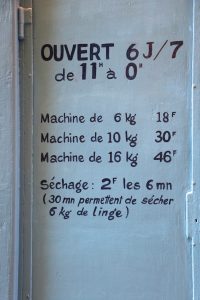 OUVERT 6J/7
de 11H à 0H
Machine de 6 kg 18F
Machine de 10 kg 30F
Machine de 16 kg 46F
Séchage : 2F les 6 mn
(30 mn permettent de sécher
6 kg de linge)